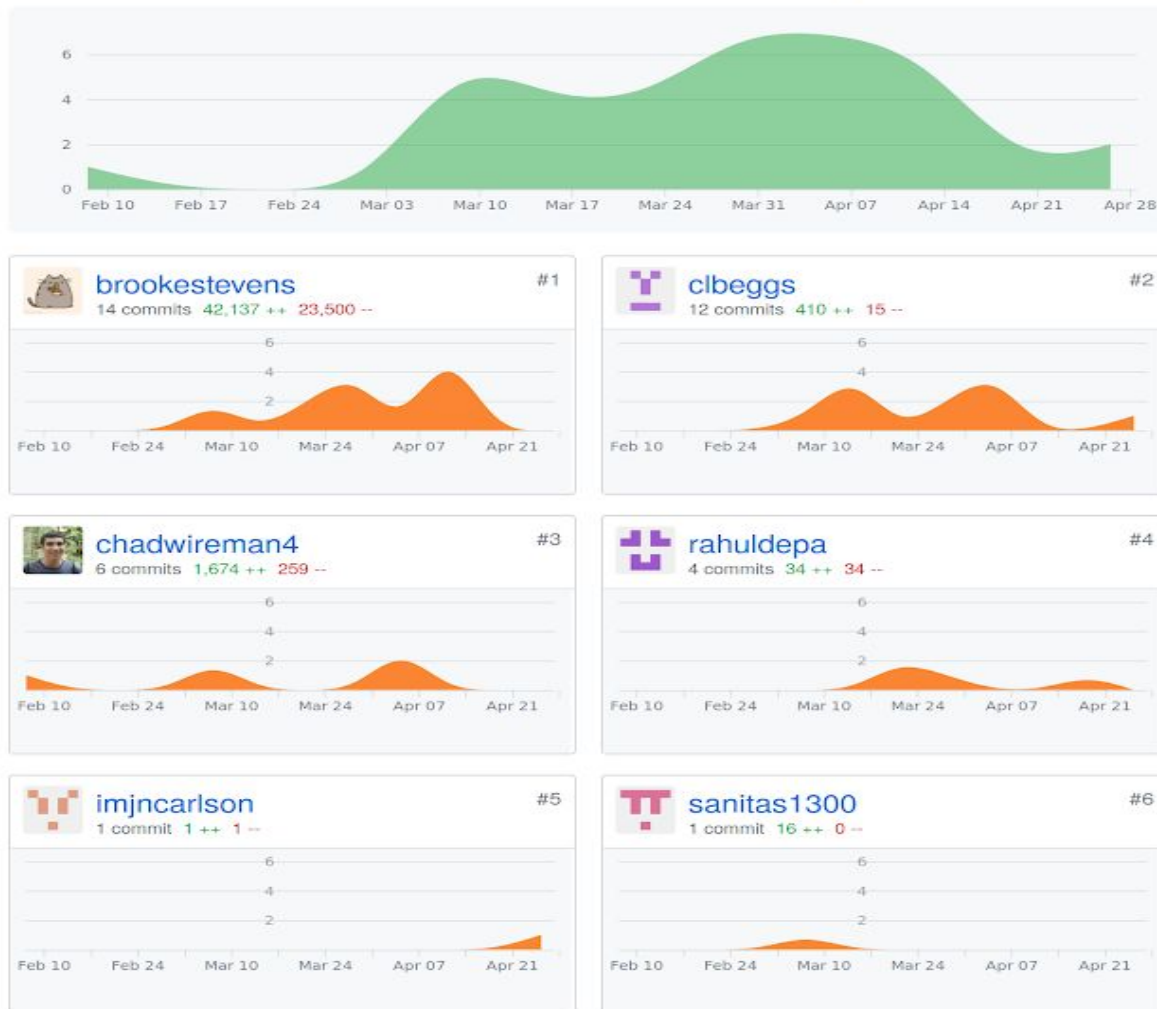 6
4
2
0
Feb 10 Feb 17 Feb 24 Mar 03 Mar 10 Mar 17 Mar 24 Mar 31 Apr 07 Apr 14 Apr 21 Apr 28
brookestevens #1
14 commits 42,137 ++ 23,500 --
6
4
2
Feb 10 Feb 24 Mar 10 Mar 24 Apr 07 Apr 21
clbeggs #2
12 commits 410 ++ 15 --
6
4
Feb 10 Feb 24 Mar 10 Mar 24 Apr 07 Apr 21
chadwireman4 #3
6 commits 1,674 ++ 259 --
6
4
2
Feb 10 Feb 24 Mar 10 Mar 24 Apr 07 Apr 21
rahuldepa #4
4 commits 34 ++ 34 --
6
4
2
Feb 10 Feb 24 Mar 10 Mar 24 Apr 07 Apr 21
imjncarlson #5
1 commit 1 ++ 1 --
6
4
2
Feb 10 Feb 24 Mar 10 Mar 24 Apr 07 Apr 21
sanitas1300 #6
1 commit 16 ++ 0 --
6
4
2
Feb 10 Feb 24 Mar 10 Mar 24 Apr 07 Apr 21